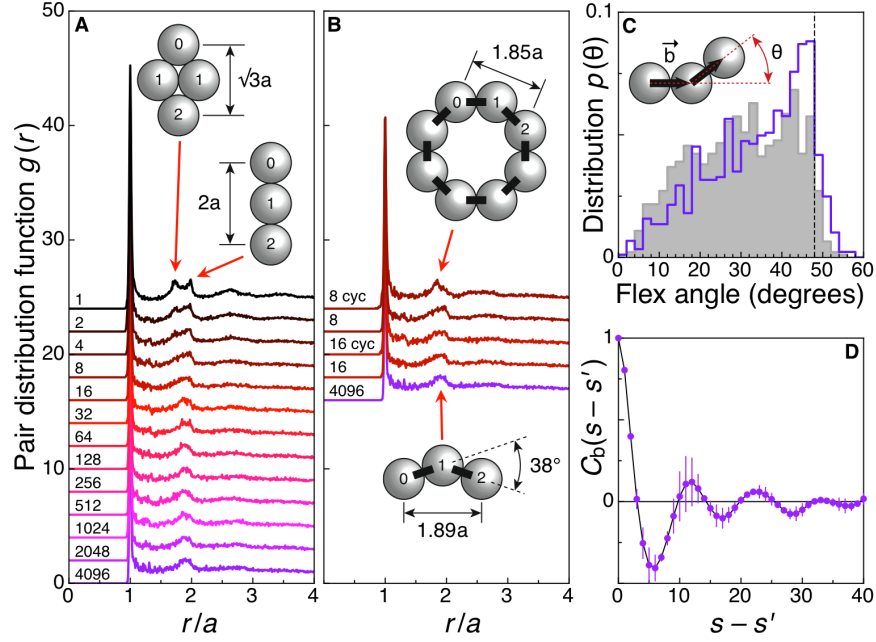 A
50
40
30
20
10
0
Pair distribution function g(r)
0
1
1
2
√3a
0
1
2
2a
1
2
4
8
16
32
64
128
256
512
1024
2048
4096
0 1 2 3 4
r/a
B
1.85a
0
1
2
8 cyc
8
16 cyc
16
4096
0
1
2
38°
1.89a
0 1 2 3 4
r/a
C
0.1
0
Distribution p(θ)
b
θ
0 10 20 30 40 50 60
Flex angle (degrees)
D
1
0
Cb(s – s′)
0 10 20 30 40
s – s′